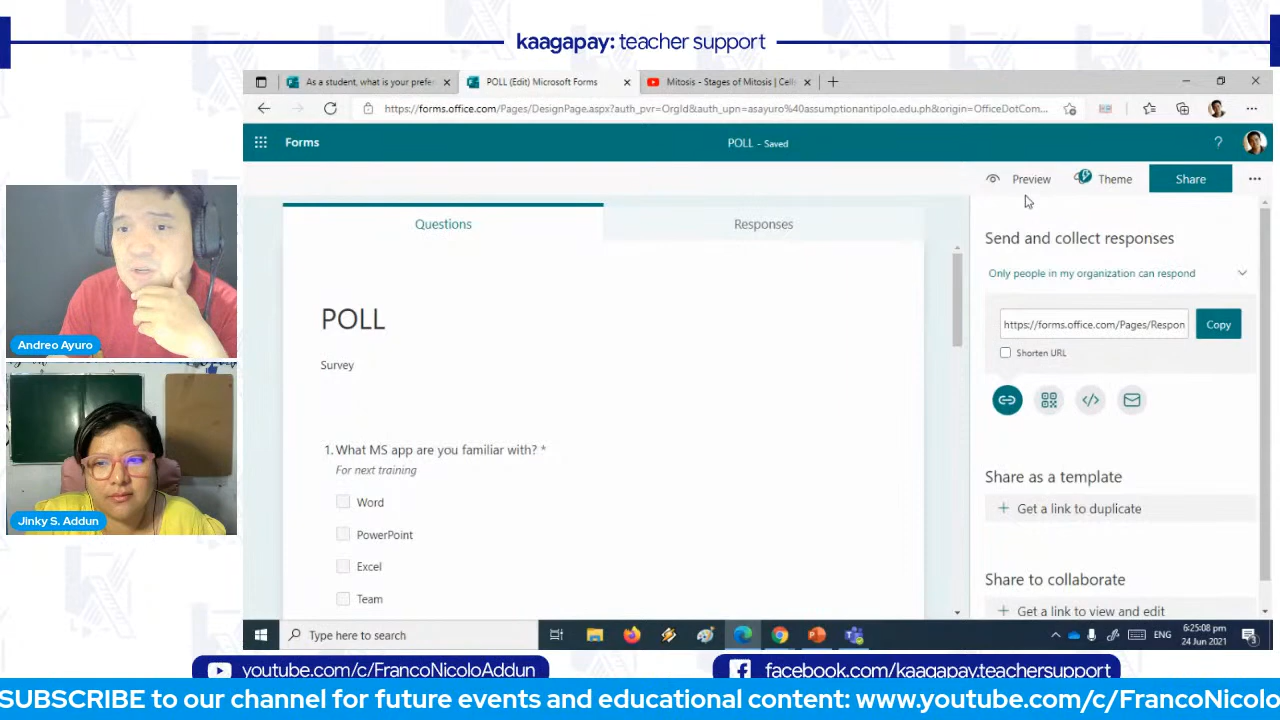 kaagapay: teacher support
As a student, what is your prefer
POLL (Edit) Microsoft Forms
Mitosis - Stages of Mitosis | Cell
https://forms.office.com/Pages/DesignPage.aspx?auth_pvr=OrgId&auth_upn=asayuro%40assumptionantipolo.edu.ph&origin=OfficeDotCom...
Forms
POLL - Saved
?
Preview
Theme
Share
Questions
Responses
Send and collect responses
Only people in my organization can respond
https://forms.office.com/Pages/Respon
Copy
Shorten URL
POLL
Survey
1. What MS app are you familiar with? *
For next training
Word
PowerPoint
Excel
Team
Share as a template
+ Get a link to duplicate
Share to collaborate
+ Get a link to view and edit
Andreo Ayuro
Jinky S. Addun
Type here to search
ENG
6:25:08 pm
24 Jun 2021
youtube.com/c/FrancoNicoloAddun
facebook.com/kaagapay.teachersupport
SUBSCRIBE to our channel for future events and educational content: www.youtube.com/c/FrancoNicolo